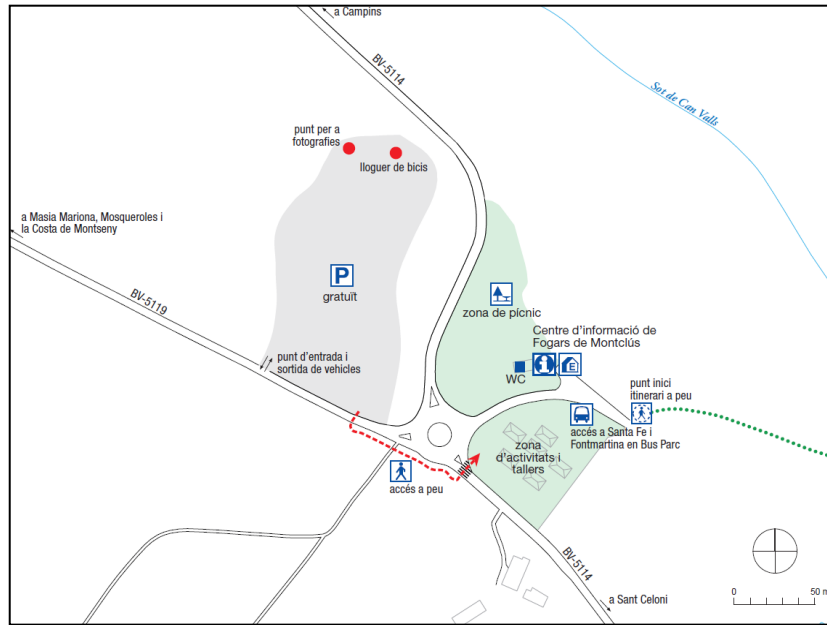 a Campins
BV-5114
Sot de Can Valls
punt per a
fotografies
lloguer de bicis
a Masia Mariona, Mosqueroles i
la Costa de Montseny
P
gratuït
BV-5119
zona de pícnic
Centre d'informació de
Fogars de Montclús
i
E
WC
punt d'entrada i
sortida de vehicles
punt inici
itinerari a peu
accés a Santa Fe i
Fontmartina en Bus Parc
zona
d'activitats i
tallers
accés a peu
BV-5114
a Sant Celoni
0
50 m